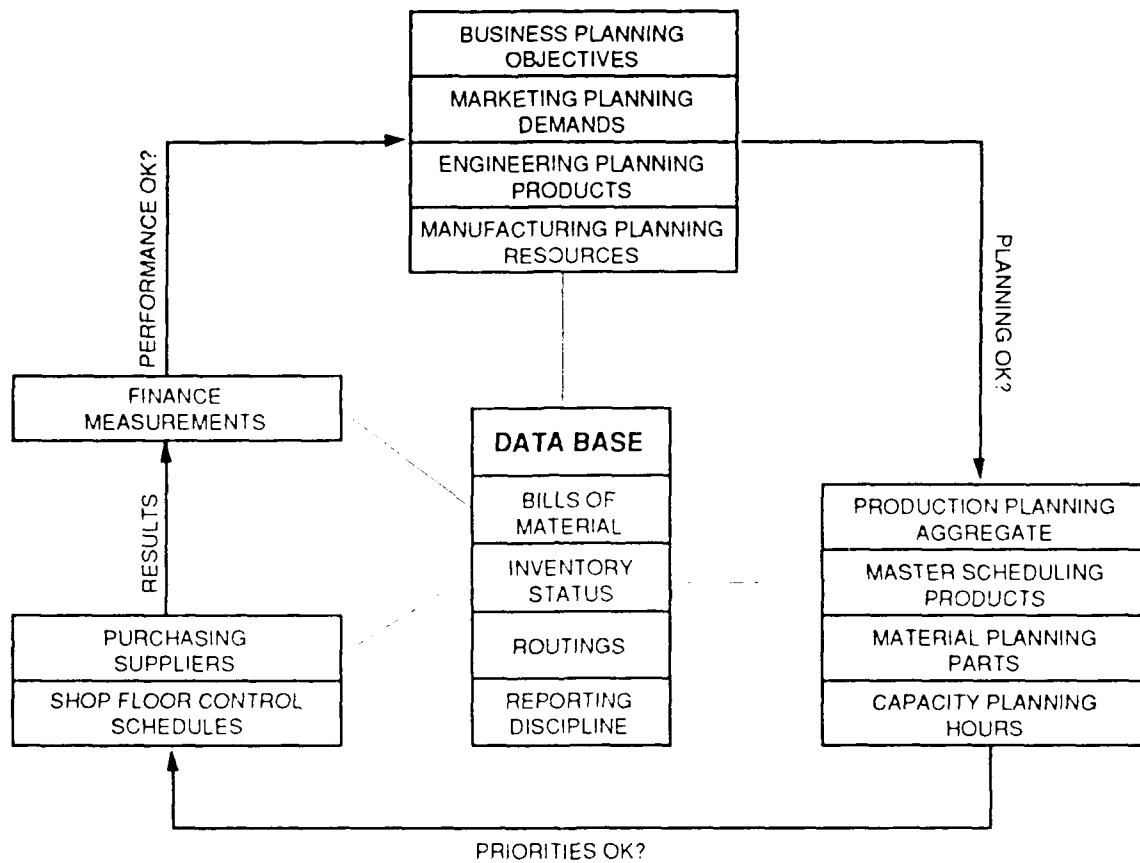 BUSINESS PLANNING
OBJECTIVES
MARKETING PLANNING
DEMANDS
ENGINEERING PLANNING
PRODUCTS
MANUFACTURING PLANNING
RESOURCES
PERFORMANCE OK?
PLANNING OK?
FINANCE
MEASUREMENTS
DATA BASE
BILLS OF
MATERIAL
INVENTORY
STATUS
ROUTINGS
REPORTING
DISCIPLINE
PRODUCTION PLANNING
AGGREGATE
MASTER SCHEDULING
PRODUCTS
MATERIAL PLANNING
PARTS
CAPACITY PLANNING
HOURS
RESULTS
PURCHASING
SUPPLIERS
SHOP FLOOR CONTROL
SCHEDULES
PRIORITIES OK?